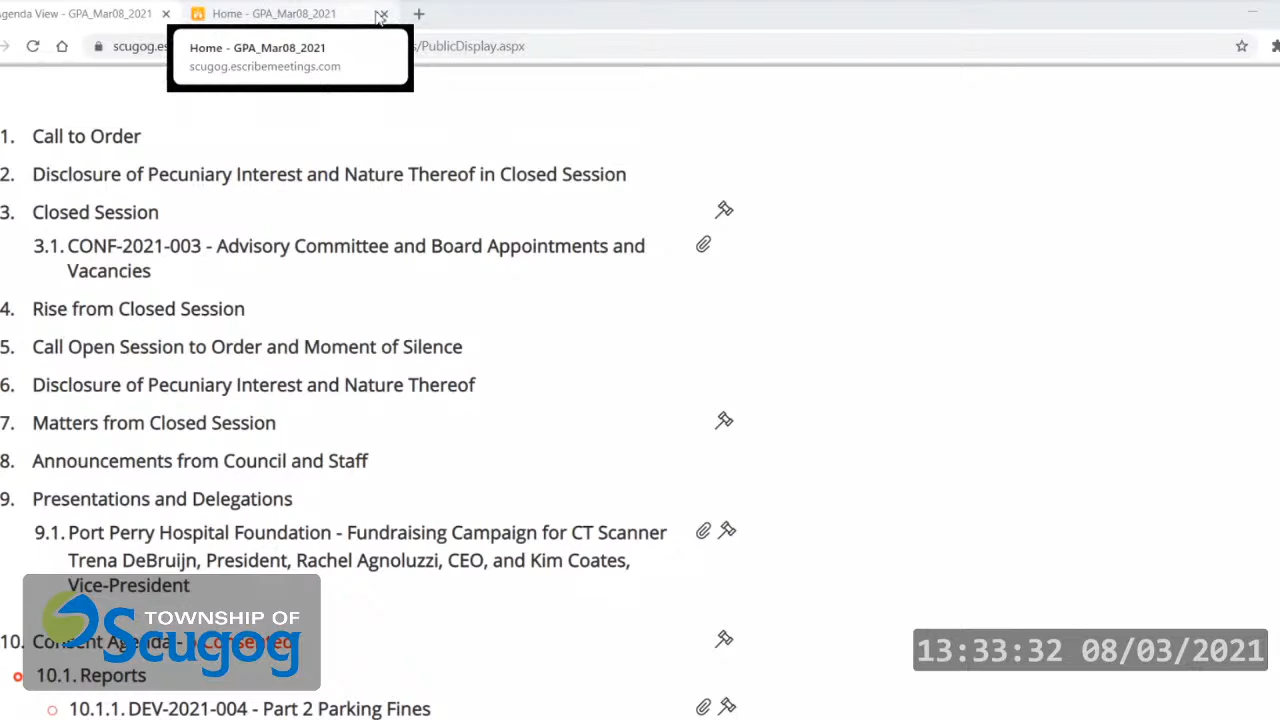 genda View - GPA_Mar08_2021
Home - GPA_Mar08_2021
scugog.es
s/PublicDisplay.aspx
Home - GPA_Mar08_2021
scugog.escribemeetings.com
1. Call to Order
2. Disclosure of Pecuniary Interest and Nature Thereof in Closed Session
3. Closed Session
3.1. CONF-2021-003 - Advisory Committee and Board Appointments and
Vacancies
4. Rise from Closed Session
5. Call Open Session to Order and Moment of Silence
6. Disclosure of Pecuniary Interest and Nature Thereof
7. Matters from Closed Session
8. Announcements from Council and Staff
9. Presentations and Delegations
9.1. Port Perry Hospital Foundation - Fundraising Campaign for CT Scanner
Trena DeBruijn, President, Rachel Agnoluzzi, CEO, and Kim Coates,
Vice-President
TOWNSHIP OF
Scugog
10. Consent Agenda - Consented
10.1. Reports
10.1.1. DEV-2021-004 - Part 2 Parking Fines
13:33:32 08/03/2021